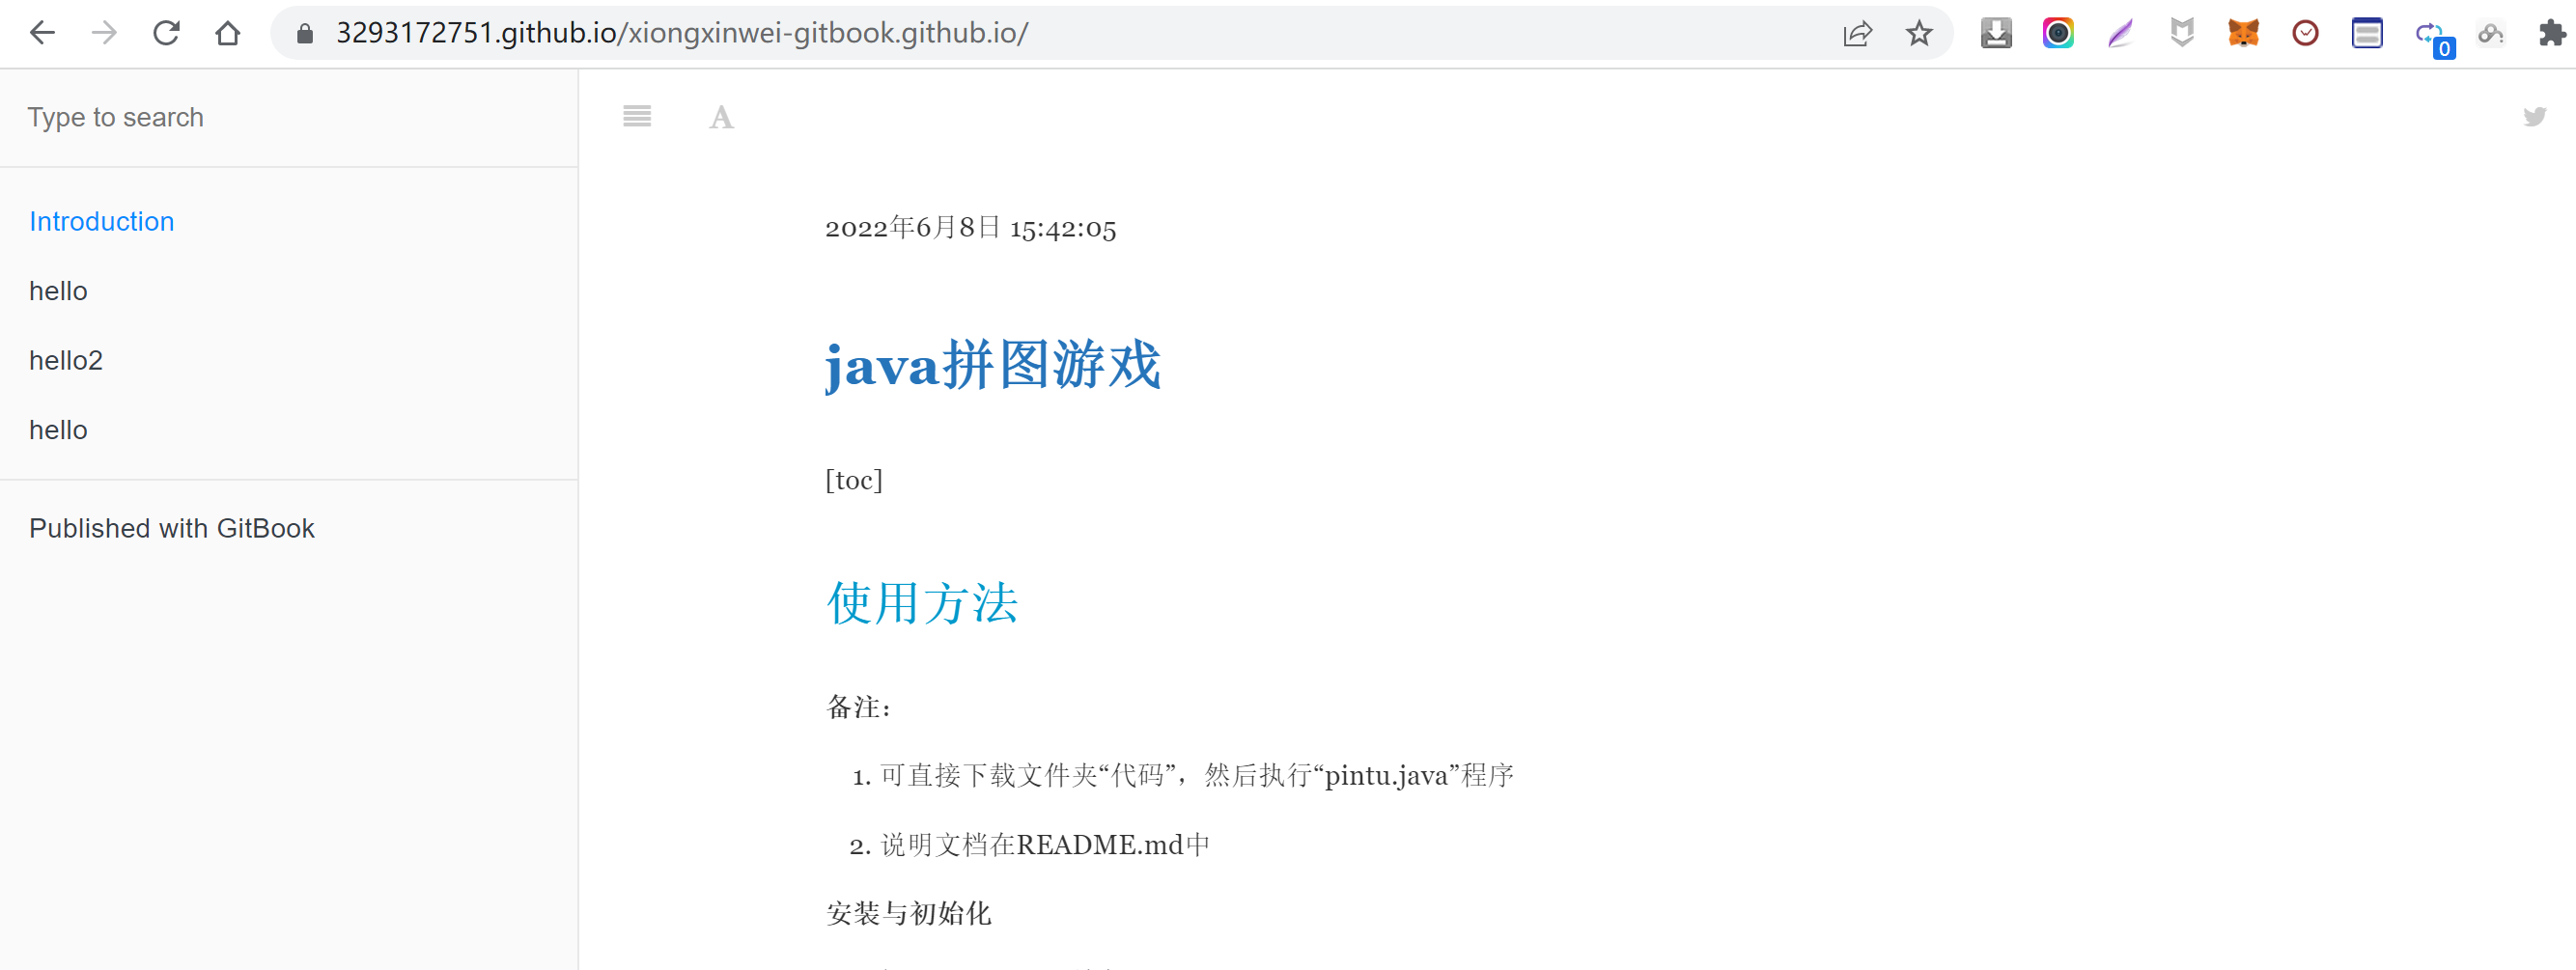 3293172751.github.io/xiongxinwei-gitbook.github.io/
0
Type to search
A
Introduction
hello
hello2
hello
Published with GitBook
2022年6月8日 15:42:05
java拼图游戏
[toc]
使用方法
备注：
1. 可直接下载文件夹“代码”，然后执行“pintu.java”程序
2. 说明文档在README.md中
安装与初始化